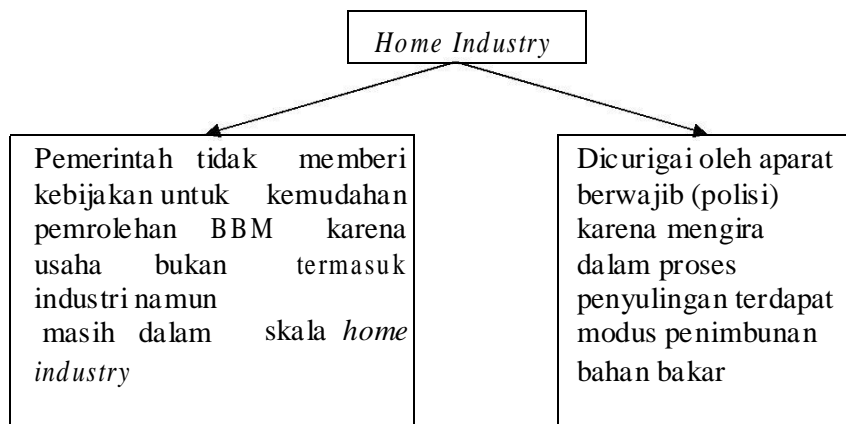 Home Industry
Pemerintah tidak memberi
kebijakan untuk kemudahan
pemrolehan BBM karena
usaha bukan termasuk
industri namun
masih dalam skala home
industry
Dicurigai oleh aparat
berwajib (polisi)
karena mengira
dalam proses
penyulingan terdapat
modus penimbunan
bahan bakar